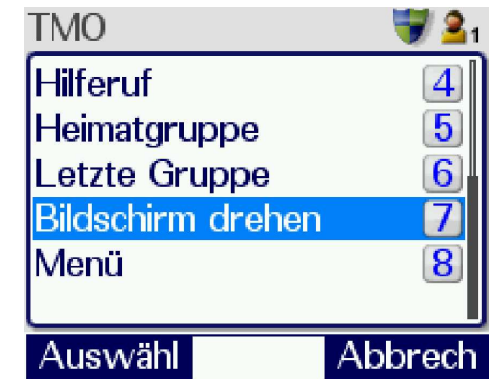 TMO 1
Hilferuf 4
Heimatgruppe 5
Letzte Gruppe 6
Bildschirm drehen 7
Menü 8
Auswähl Abbrech